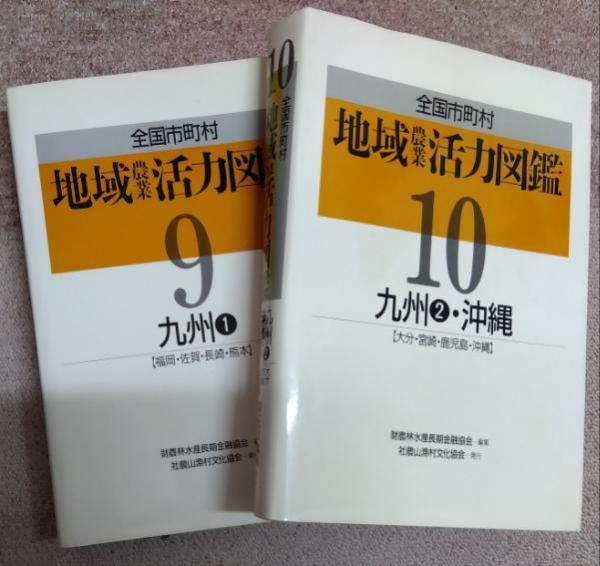 全国市町村
地域農業活力図
9
九州❶
【福岡・佐賀・長崎・熊本】
財農林水産長期金融協会
社農山漁村文化協会
10
全国市町村
全国市町村
地域農業活力図鑑
10
九州❷・沖縄
【大分・宮崎・鹿児島・沖縄】
財農林水産長期金融協会 編集
社農山漁村文化協会 発行